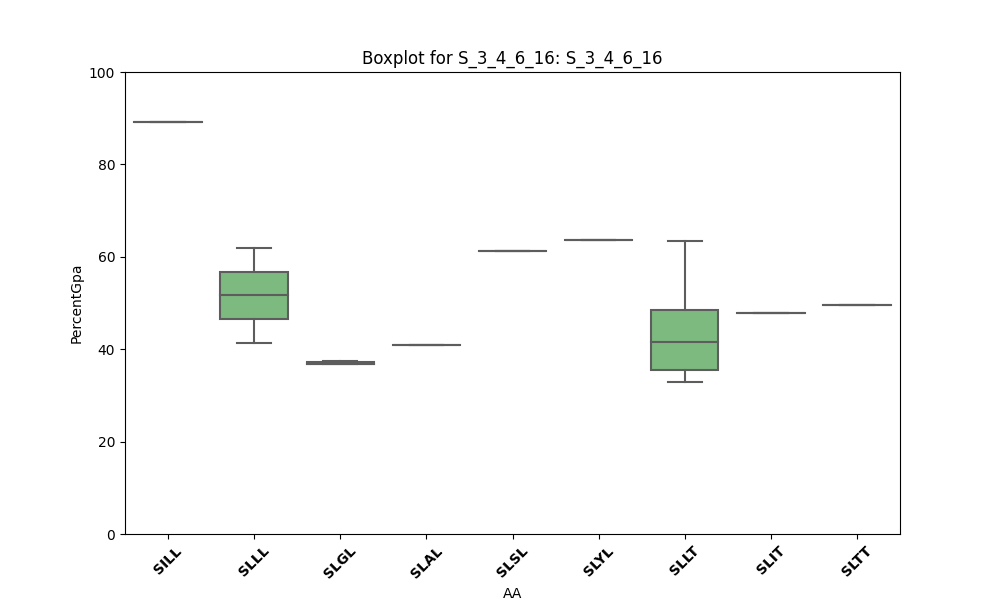 Boxplot for S_3_4_6_16: S_3_4_6_16
PercentGpa
100
80
60
40
20
0
SILL
SLLL
SLGL
SLAL
SLSL
SLYL
SLLT
SLIT
SLTT
AA